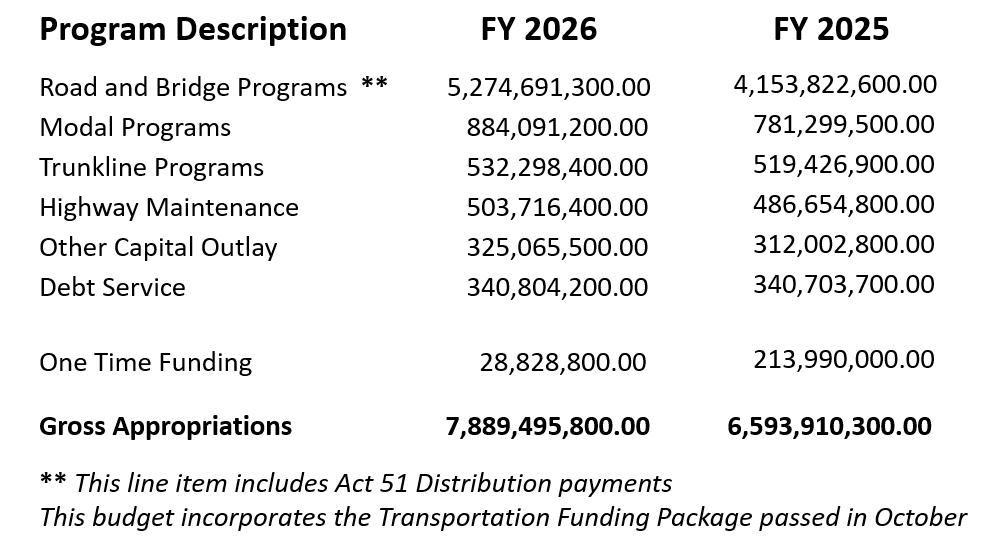 Program Description FY 2026 FY 2025
Road and Bridge Programs ** 5,274,691,300.00 4,153,822,600.00
Modal Programs 884,091,200.00 781,299,500.00
Trunkline Programs 532,298,400.00 519,426,900.00
Highway Maintenance 503,716,400.00 486,654,800.00
Other Capital Outlay 325,065,500.00 312,002,800.00
Debt Service 340,804,200.00 340,703,700.00
One Time Funding 28,828,800.00 213,990,000.00
Gross Appropriations 7,889,495,800.00 6,593,910,300.00
** This line item includes Act 51 Distribution payments
This budget incorporates the Transportation Funding Package passed in October